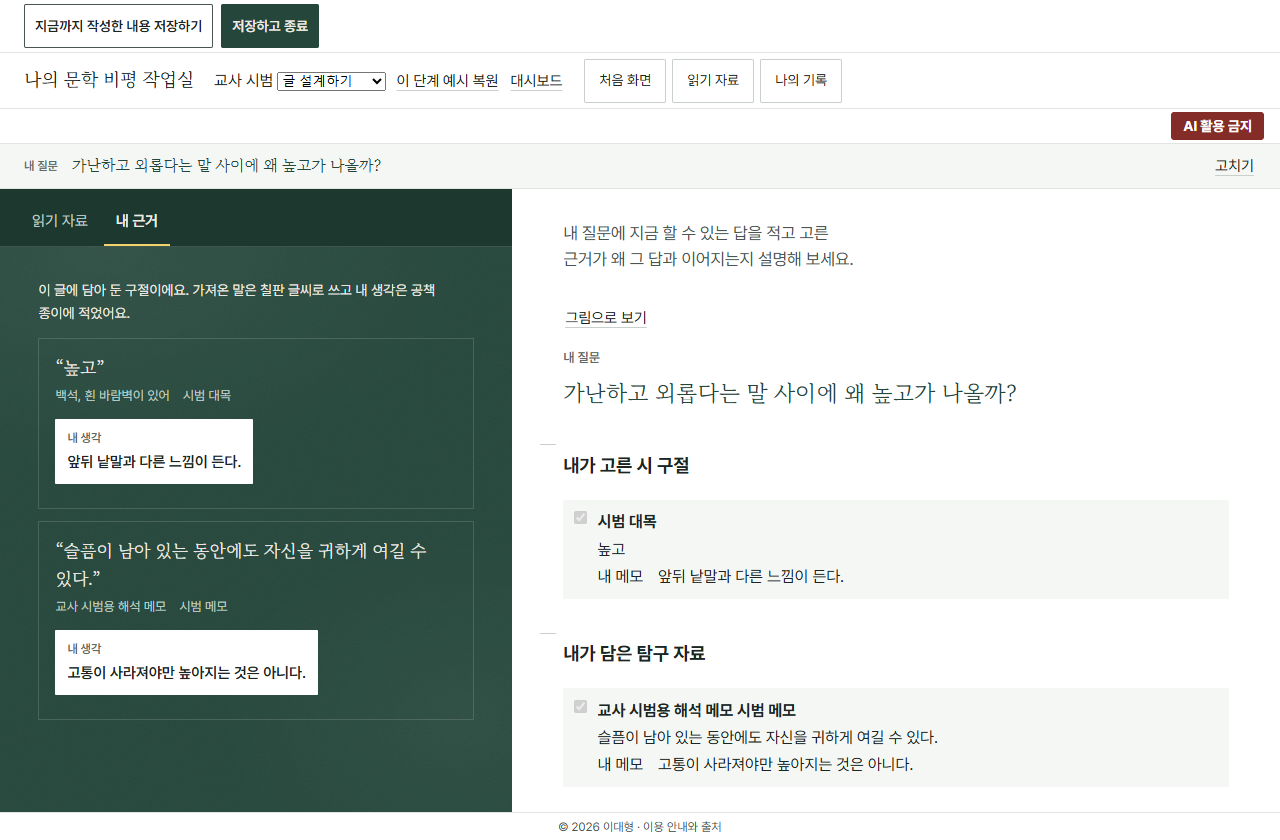 지금까지 작성한 내용 저장하기 저장하고 종료
나의 문학 비평 작업실 교사 시범 글 설계하기 이 단계 예시 복원 대시보드 처음 화면 읽기 자료 나의 기록
AI 활용 금지
내 질문 가난하고 외롭다는 말 사이에 왜 높고가 나올까? 고치기
읽기 자료 내 근거
이 글에 담아 둔 구절이에요. 가져온 말은 칠판 글씨로 쓰고 내 생각은 공책
종이에 적었어요.
“높고”
백석, 흰 바람벽이 있어 시범 대목
내 생각
앞뒤 낱말과 다른 느낌이 든다.
“슬픔이 남아 있는 동안에도 자신을 귀하게 여길 수
있다.”
교사 시범용 해석 메모 시범 메모
내 생각
고통이 사라져야만 높아지는 것은 아니다.
내 질문에 지금 할 수 있는 답을 적고 고른
근거가 왜 그 답과 이어지는지 설명해 보세요.
그림으로 보기
내 질문
가난하고 외롭다는 말 사이에 왜 높고가 나올까?
내가 고른 시 구절
시범 대목
높고
내 메모 앞뒤 낱말과 다른 느낌이 든다.
내가 담은 탐구 자료
교사 시범용 해석 메모 시범 메모
슬픔이 남아 있는 동안에도 자신을 귀하게 여길 수 있다.
내 메모 고통이 사라져야만 높아지는 것은 아니다.
© 2026 이대형 · 이용 안내와 출처